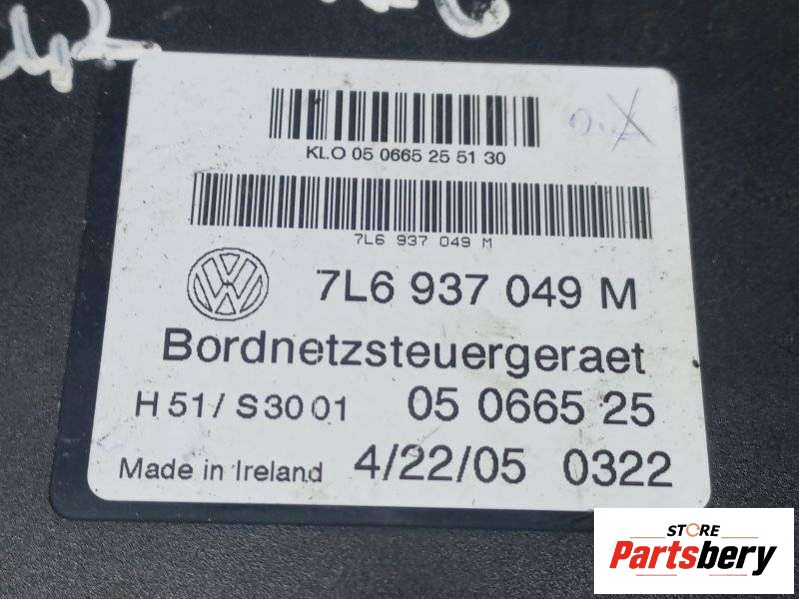 KLO 05 0665 25 51 30
7L6 937 049 M
7L6 937 049 M
Bordnetzsteuergeraet
H 51 / S30 01 05 0665 25
Made in Ireland 4/22/05 0322
STORE
Partsbery